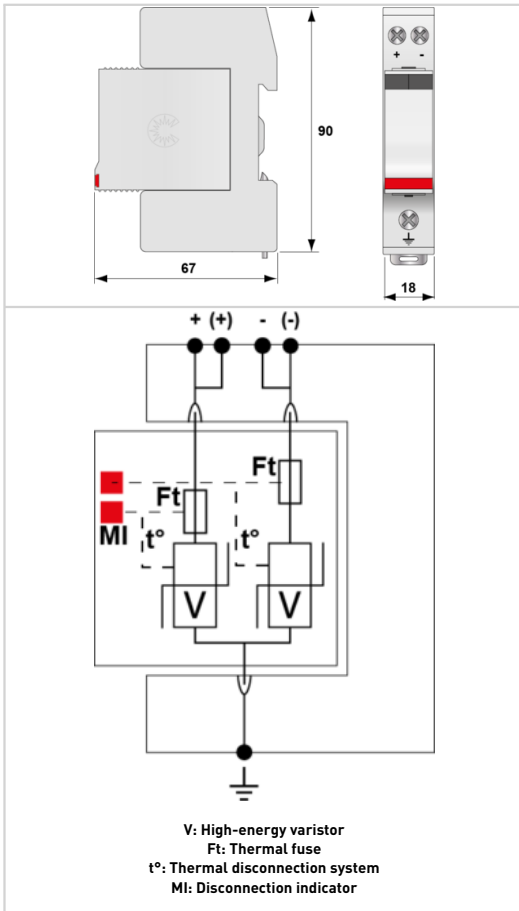 90
+ -
67
18
+ (+) - (-)
Ft
Ft
MI
t° t°
V V
V: High-energy varistor
Ft: Thermal fuse
t°: Thermal disconnection system
MI: Disconnection indicator